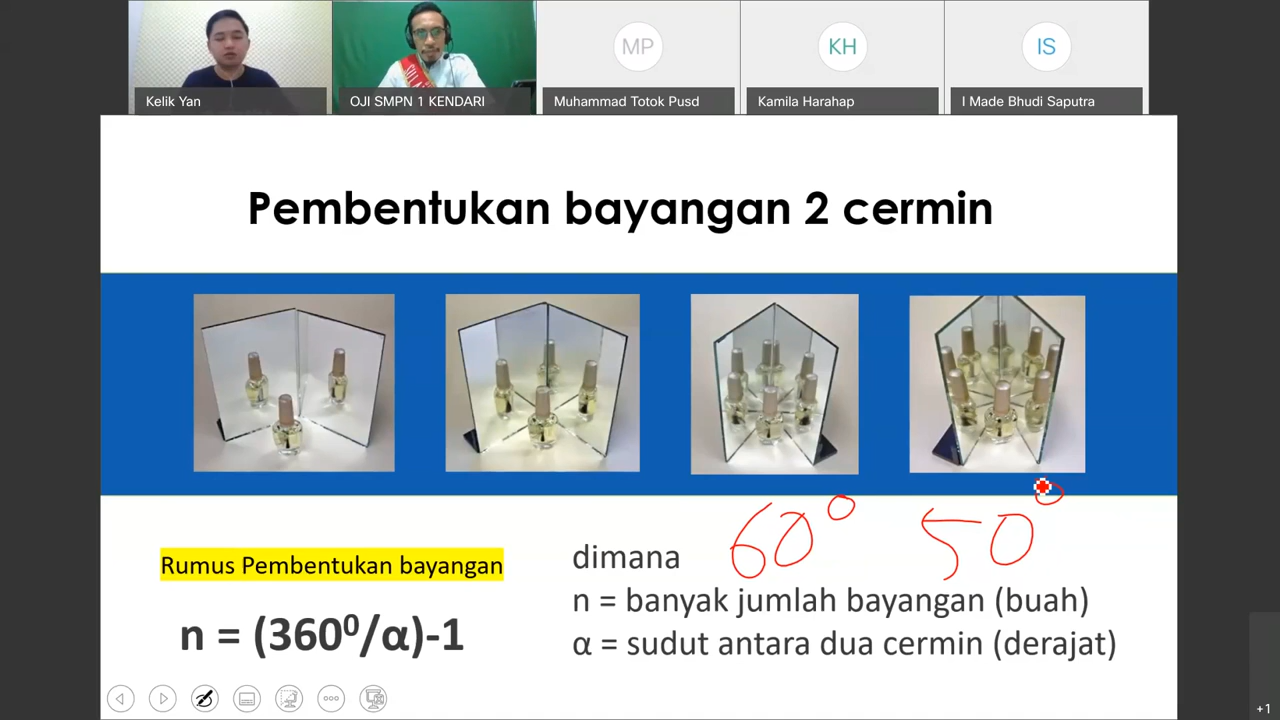 MP
KH
IS
Kelik Yan
OJI SMPN 1 KENDARI
Muhammad Totok Pusd
Kamila Harahap
I Made Bhudi Saputra
Pembentukan bayangan 2 cermin
60°
50°
Rumus Pembentukan bayangan
n = (360⁰/α)-1
dimana
n = banyak jumlah bayangan (buah)
α = sudut antara dua cermin (derajat)
+1